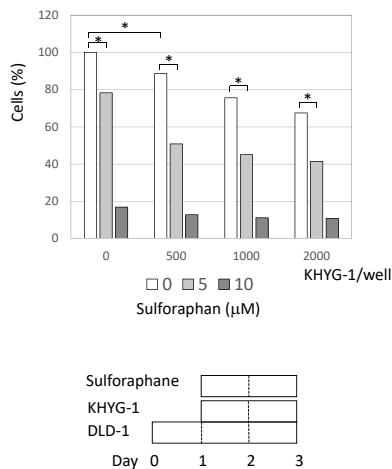 120
100
80
60
40
20
0
Cells (%)
*
*
*
*
*
0 500 1000 2000
KHYG-1/well
0 5 10
Sulforaphan (μM)
Sulforaphane
KHYG-1
DLD-1
Day 0 1 2 3